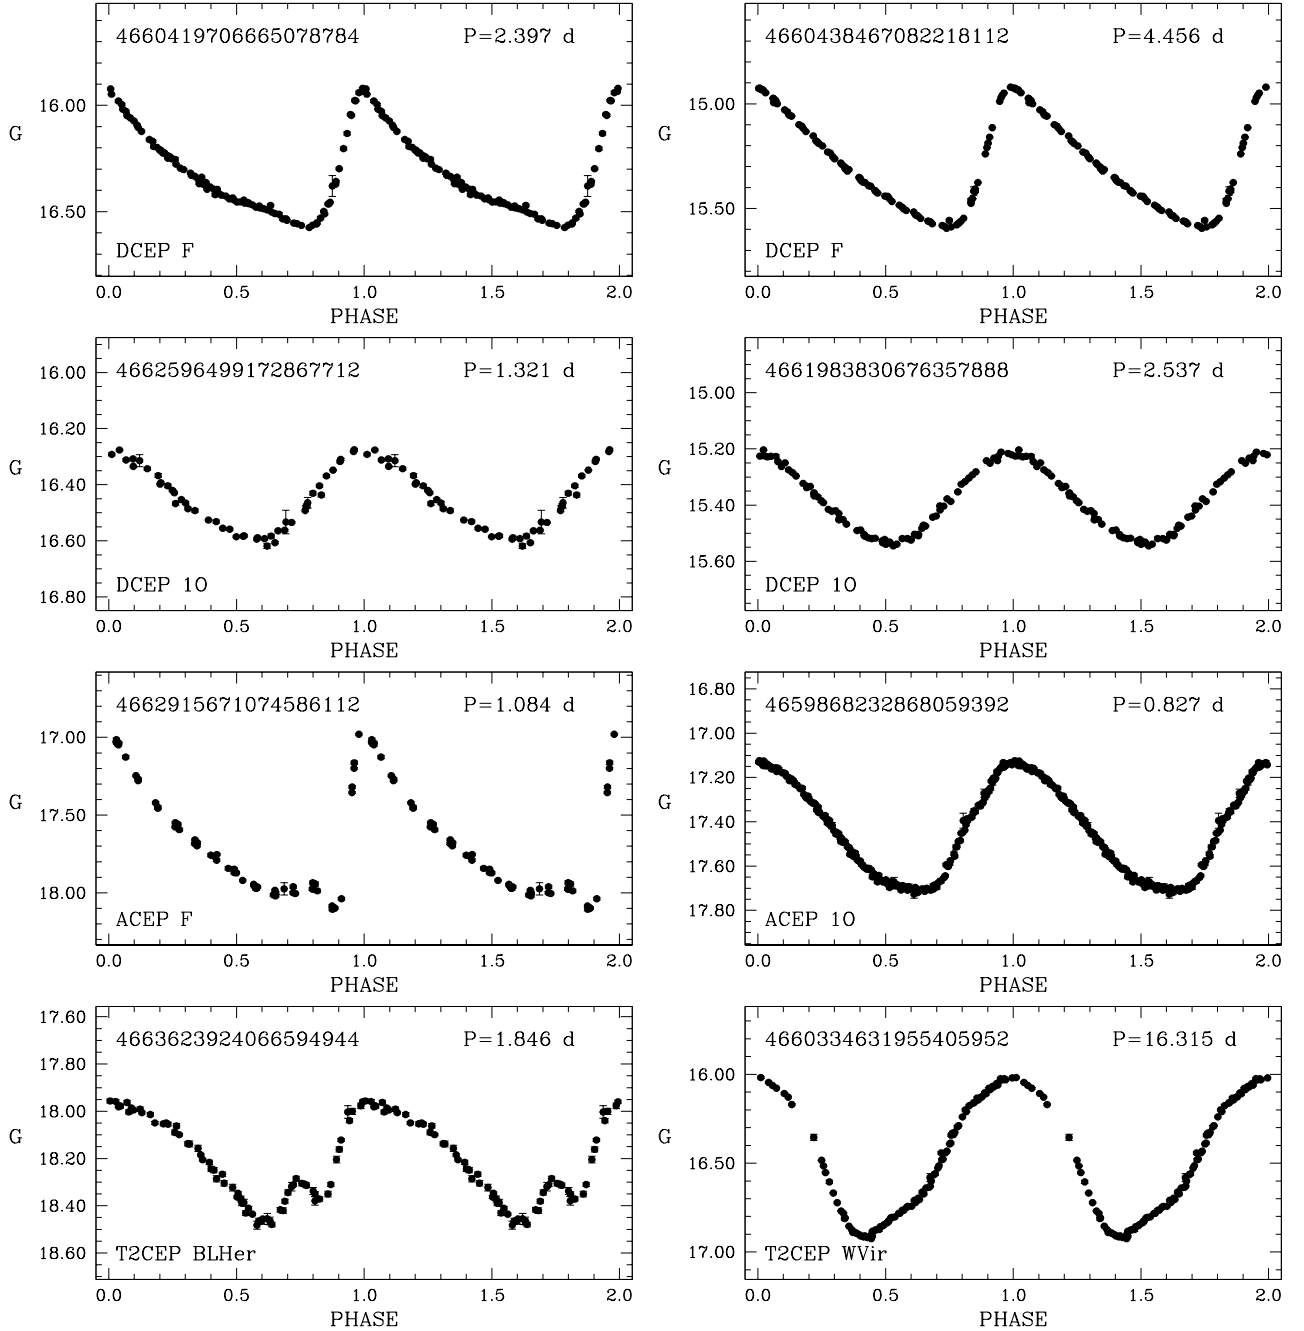 4660419706665078784 P=2.397 d
16.00
G
16.50
DCEP F
0.0 0.5 1.0 1.5 2.0
PHASE
4660438467082218112 P=4.456 d
15.00
G
15.50
DCEP F
0.0 0.5 1.0 1.5 2.0
PHASE
4662596499172867712 P=1.321 d
16.00
16.20
G
16.40
16.60
DCEP 1O
16.80
0.0 0.5 1.0 1.5 2.0
PHASE
4661983830676357888 P=2.537 d
15.00
15.20
G
15.40
15.60
DCEP 1O
0.0 0.5 1.0 1.5 2.0
PHASE
4662915671074586112 P=1.084 d
17.00
G
17.50
18.00
ACEP F
0.0 0.5 1.0 1.5 2.0
PHASE
16.80
4659868232868059392 P=0.827 d
17.00
17.20
G
17.40
17.60
17.80
ACEP 1O
0.0 0.5 1.0 1.5 2.0
PHASE
17.60
4663623924066594944 P=1.846 d
17.80
18.00
G
18.20
18.40
18.60
T2CEP BLHer
0.0 0.5 1.0 1.5 2.0
PHASE
4660334631955405952 P=16.315 d
16.00
G
16.50
17.00
T2CEP WVir
0.0 0.5 1.0 1.5 2.0
PHASE